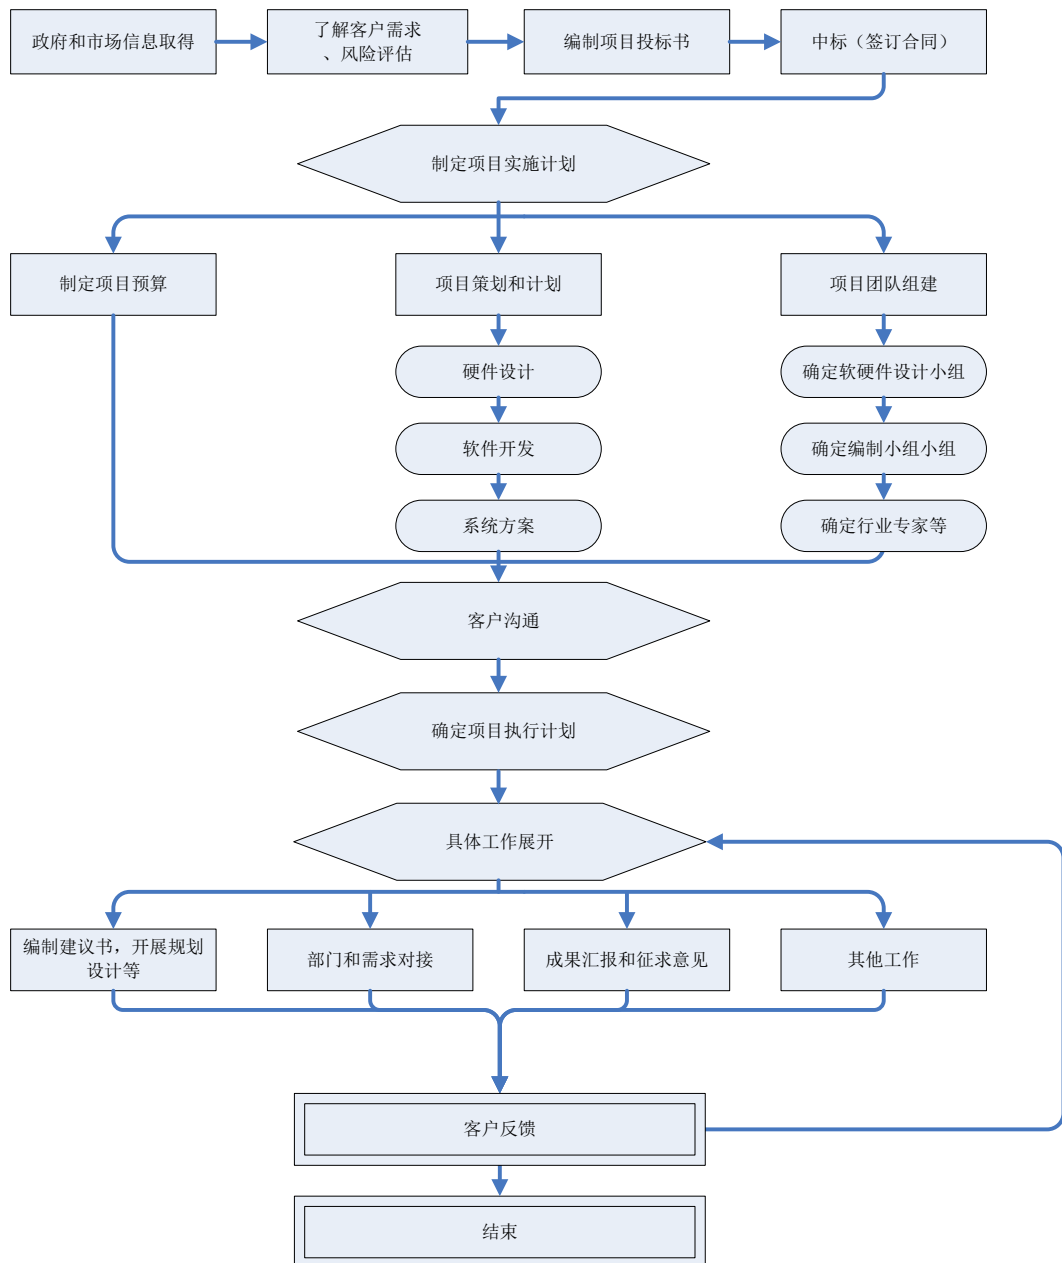 政府和市场信息取得
了解客户需求
、风险评估
编制项目投标书
中标（签订合同）
制定项目实施计划
制定项目预算
项目策划和计划
项目团队组建
硬件设计
确定软硬件设计小组
软件开发
确定编制小组小组
系统方案
确定行业专家等
客户沟通
确定项目执行计划
具体工作展开
编制建议书，开展规划
设计等
部门和需求对接
成果汇报和征求意见
其他工作
客户反馈
结束